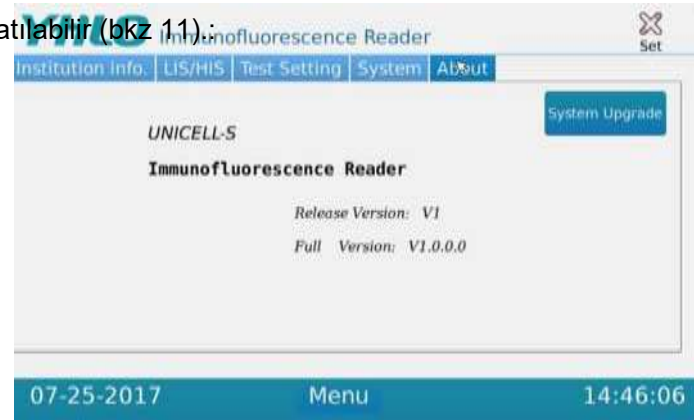 atılabilir (bkz 11).:
Immunofluorescence Reader
Set
Institution Info. LIS/HIS Test Setting System About
System Upgrade
UNICELL-S
Immunofluorescence Reader
Release Version: V1
Full Version: V1.0.0.0
07-25-2017 Menu 14:46:06